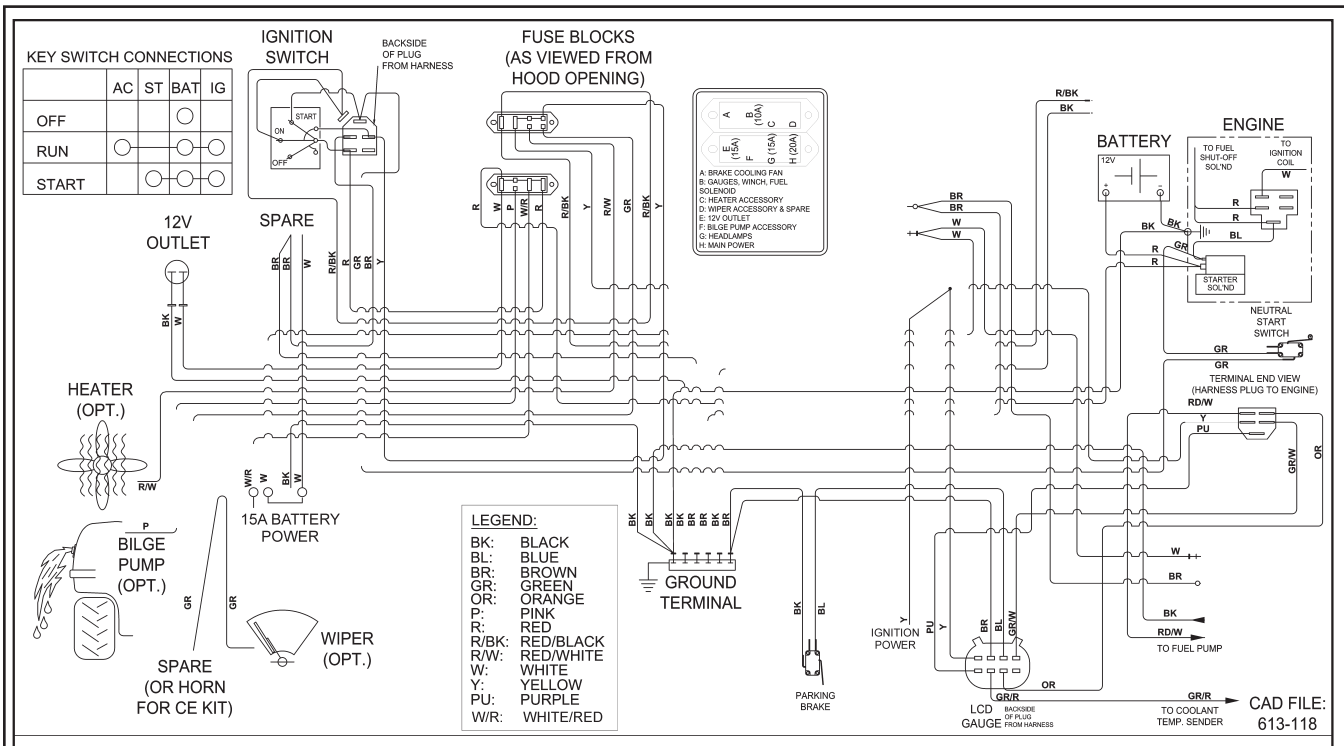 KEY SWITCH CONNECTIONS
AC ST BAT IG
OFF
RUN
START
IGNITION
SWITCH
BACKSIDE
OF PLUG
FROM HARNESS
START
ON
OFF
FUSE BLOCKS
(AS VIEWED FROM
HOOD OPENING)
A
B
(10A)
C
D
E
(15A)
F
G (15A)
H (20A)
A: BRAKE COOLING FAN
B: GAUGES, WINCH, FUEL
SOLENOID
C: HEATER ACCESSORY
D: WIPER ACCESSORY & SPARE
E: 12V OUTLET
F: BILGE PUMP ACCESSORY
G: HEADLAMPS
H: MAIN POWER
R/BK
BK
BATTERY
12V
+
−
ENGINE
TO FUEL
SHUT-OFF
SOL'ND
TO
IGNITION
COIL
W
R
R
BL
BK
BK
GR
R
R
STARTER
SOL'ND
NEUTRAL
START
SWITCH
GR
GR
TERMINAL END VIEW
(HARNESS PLUG TO ENGINE)
RD/W
Y
PU
GR/W
OR
BR
BR
W
W
R
W
P
W/R
R
R/BK
Y
R/W
GR
R/BK
Y
12V
OUTLET
BK
W
SPARE
BR
BR
W
R/BK
R
GR
BR
Y
HEATER
(OPT.)
R/W
W/R
W
BK
W
15A BATTERY
POWER
P
BILGE
PUMP
(OPT.)
GR
GR
SPARE
(OR HORN
FOR CE KIT)
WIPER
(OPT.)
LEGEND:
BK: BLACK
BL: BLUE
BR: BROWN
GR: GREEN
OR: ORANGE
P: PINK
R: RED
R/BK: RED/BLACK
R/W: RED/WHITE
W: WHITE
Y: YELLOW
PU: PURPLE
W/R: WHITE/RED
BK
BK
BK
BK
BR
BR
BK
BR
GROUND
TERMINAL
BK
BL
PARKING
BRAKE
Y
IGNITION
POWER
PU
Y
BR
BL
GR/W
LCD
GAUGE
BACKSIDE
OF PLUG
FROM HARNESS
OR
GR/R
GR/R
TO COOLANT
TEMP. SENDER
W
BR
BK
RD/W
TO FUEL PUMP
CAD FILE:
613-118